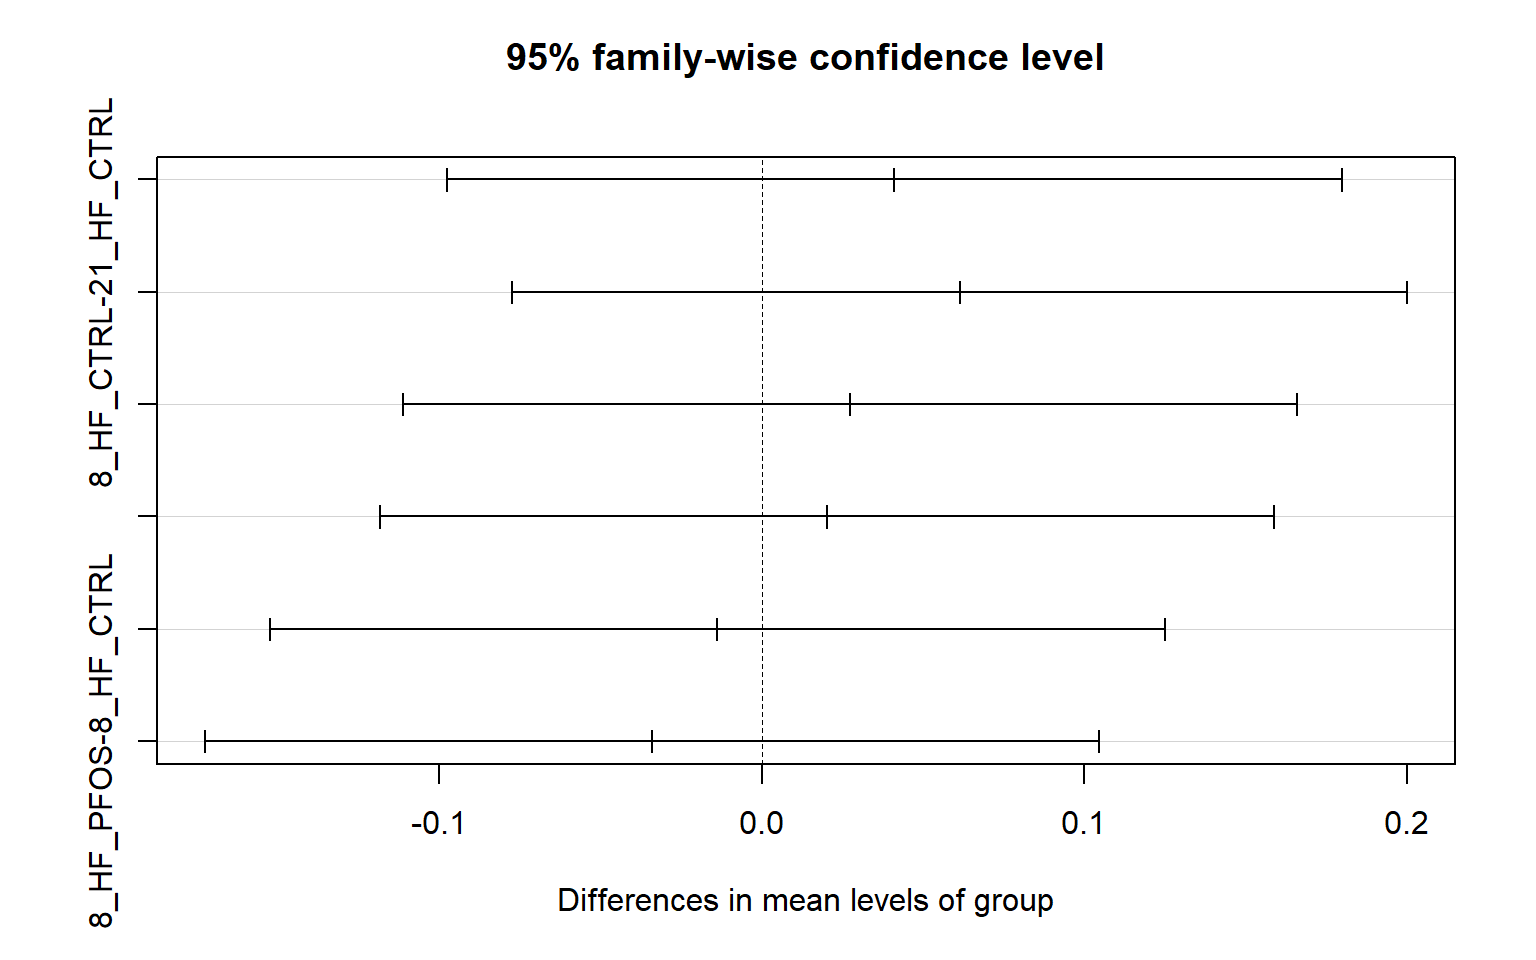 95% family-wise confidence level
8_HF_CTRL-21_HF_CTRL
8_HF_PFOS-8_HF_CTRL
-0.1 0.0 0.1 0.2
Differences in mean levels of group